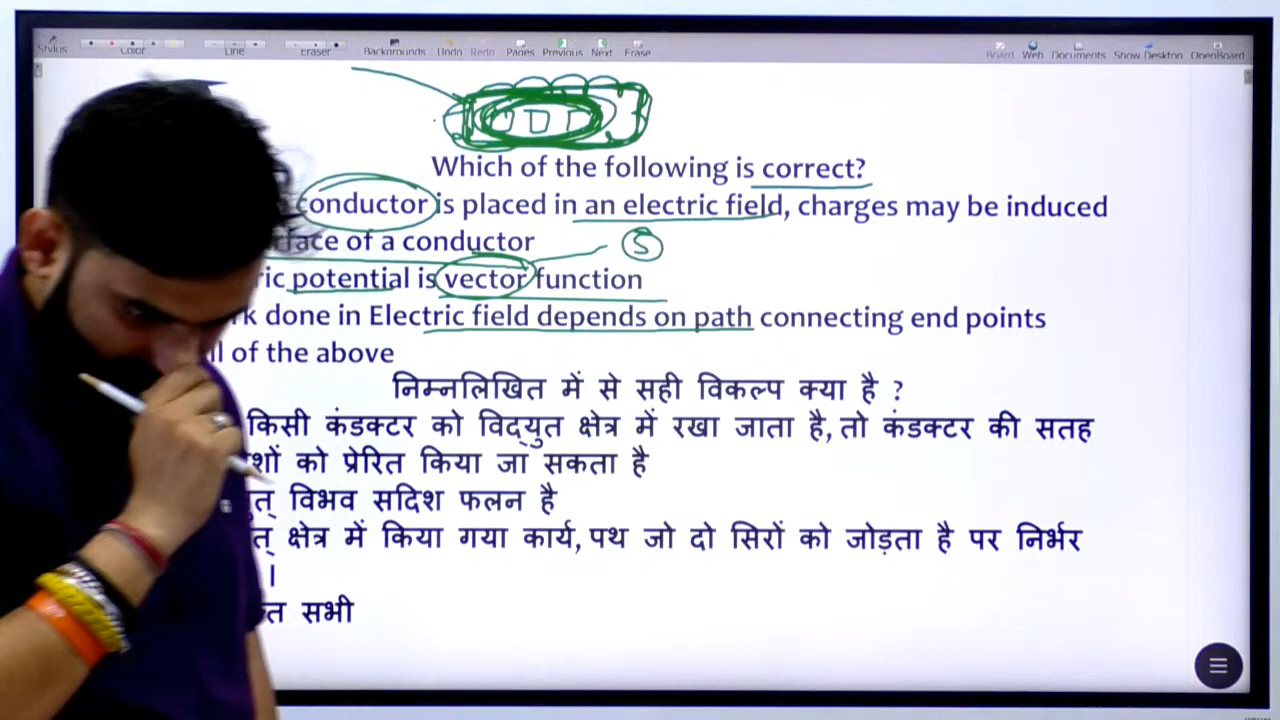 Stylus Color Line Eraser Backgrounds Undo Redo Pages Previous Next Erase Board Web Documents Show Desktop OpenBoard
Which of the following is correct?
conductor is placed in an electric field, charges may be induced
face of a conductor S
ric potential is vector function
rk done in Electric field depends on path connecting end points
ll of the above
निम्नलिखित में से सही विकल्प क्या है ?
किसी कंडक्टर को विद्युत क्षेत्र में रखा जाता है, तो कंडक्टर की सतह
शों को प्रेरित किया जा सकता है
त् विभव सदिश फलन है
त् क्षेत्र में किया गया कार्य, पथ जो दो सिरों को जोड़ता है पर निर्भर
|
त सभी